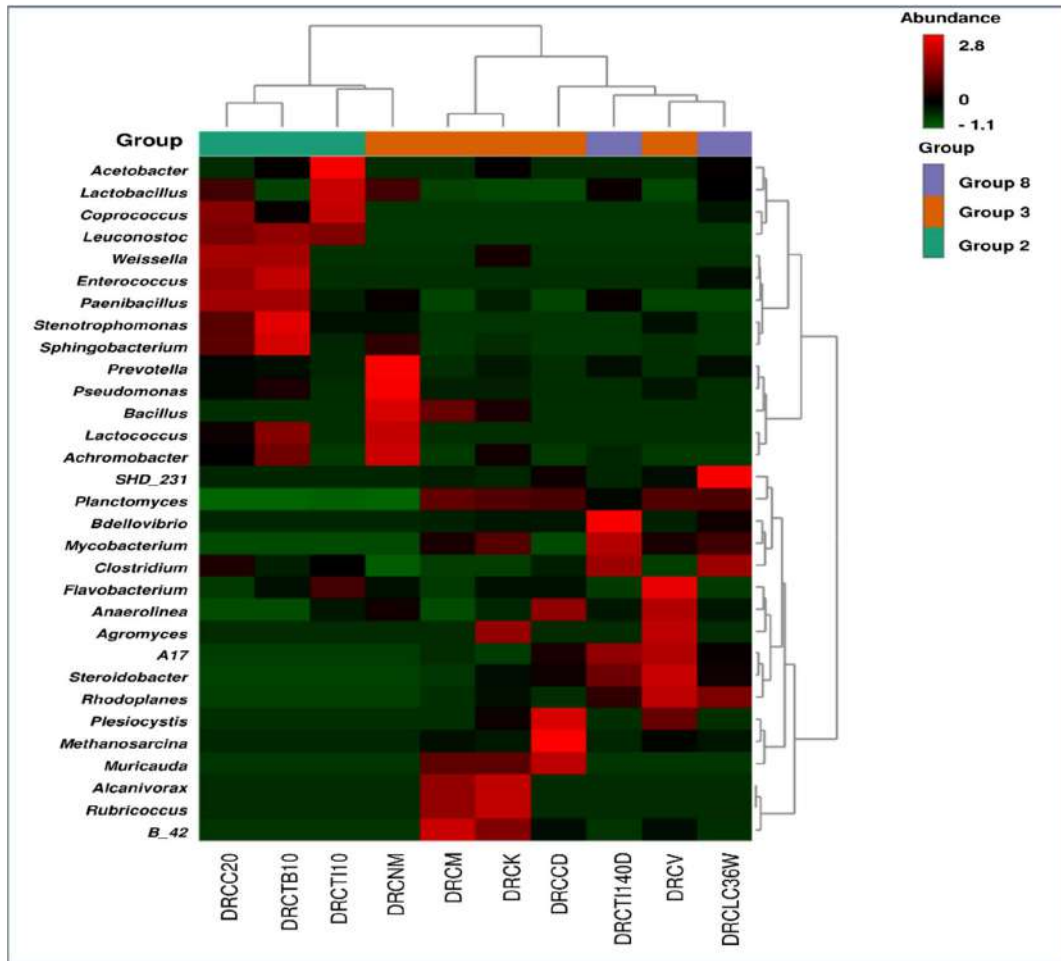 Abundance
2.8
0
- 1.1
Group
Group
Group 8
Group 3
Group 2
Acetobacter
Lactobacillus
Coprococcus
Leuconostoc
Weissella
Enterococcus
Paenibacillus
Stenotrophomonas
Sphingobacterium
Prevotella
Pseudomonas
Bacillus
Lactococcus
Achromobacter
SHD_231
Planctomyces
Bdellovibrio
Mycobacterium
Clostridium
Flavobacterium
Anaerolinea
Agromyces
A17
Steroidobacter
Rhodoplanes
Plesiocystis
Methanosarcina
Muricauda
Alcanivorax
Rubricoccus
B_42
DRCC20
DRCTB10
DRCTI10
DRCNM
DRCM
DRCK
DRCCD
DRCTI140D
DRCV
DRCLC36W